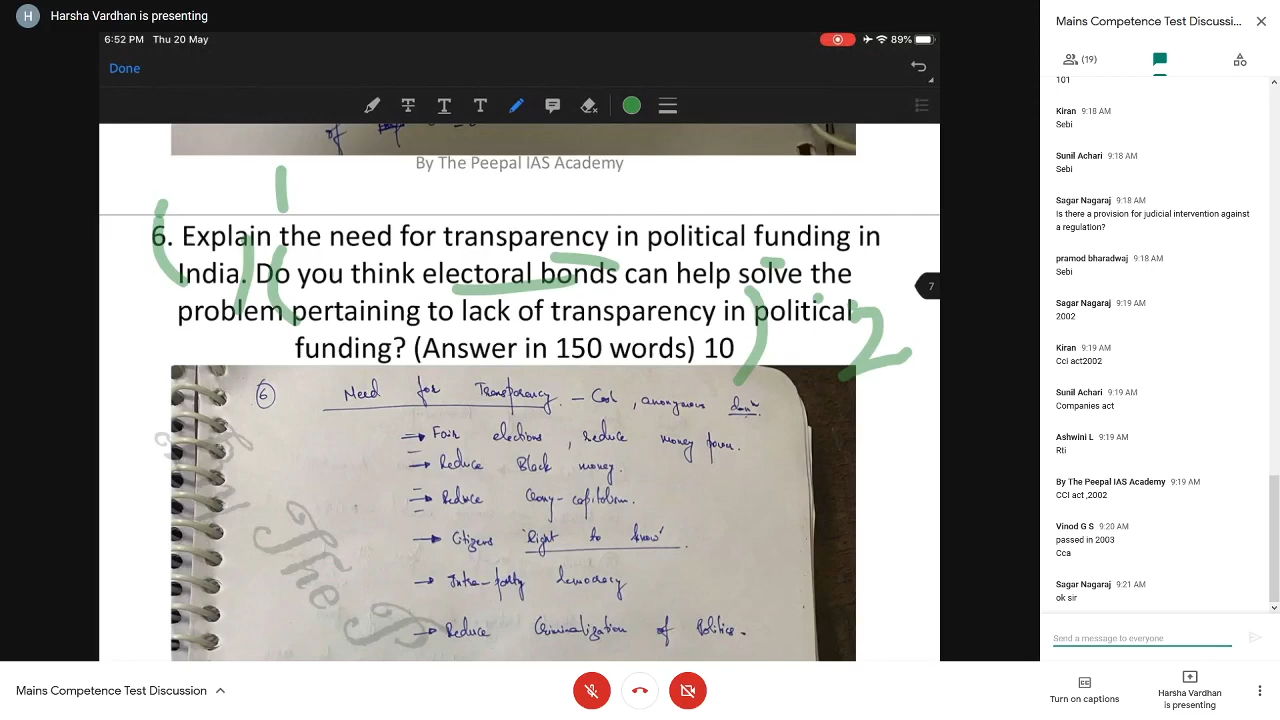 H Harsha Vardhan is presenting
6:52 PM Thu 20 May
89%
Done
T T T
of
By The Peepal IAS Academy
1
6. Explain the need for transparency in political funding in
India. Do you think electoral bonds can help solve the
problem pertaining to lack of transparency in political
funding? (Answer in 150 words) 10
2
7
6 Need for Transparency. – Cost, anonymous
→ Fair elections, reduce money power.
→ Reduce Black money.
→ Reduce
→ Citizens 'Right to know'.
→ Intra-party democracy
→ Reduce Criminalization of Politics.
By The P
Mains Competence Test Discussi...
(19)
101
Kiran 9:18 AM
Sebi
Sunil Achari 9:18 AM
Sebi
Sagar Nagaraj 9:18 AM
Is there a provision for judicial intervention against
a regulation?
pramod bharadwaj 9:18 AM
Sebi
Sagar Nagaraj 9:19 AM
2002
Kiran 9:19 AM
Cci act2002
Sunil Achari 9:19 AM
Companies act
Ashwini L 9:19 AM
Rti
By The Peepal IAS Academy 9:19 AM
CCI act ,2002
Vinod G S 9:20 AM
passed in 2003
Cca
Sagar Nagaraj 9:21 AM
ok sir
Send a message to everyone
Mains Competence Test Discussion
Turn on captions
Harsha Vardhan
is presenting